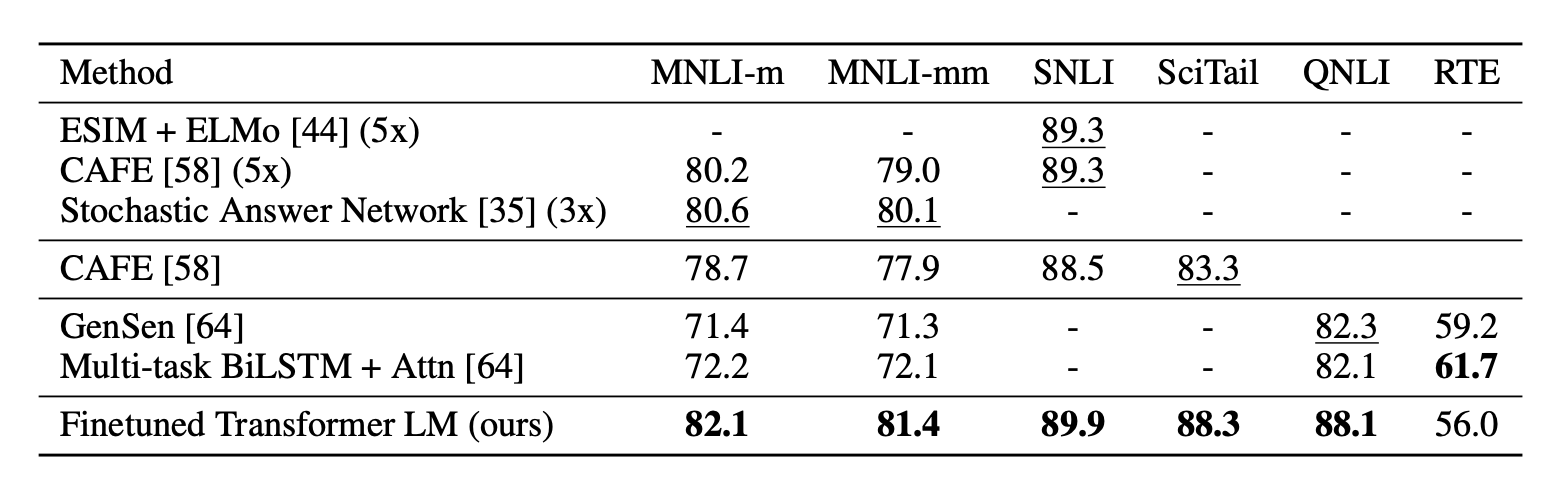 Method MNLI-m MNLI-mm SNLI SciTail QNLI RTE
ESIM + ELMo [44] (5x) - - 89.3 - - -
CAFE [58] (5x) 80.2 79.0 89.3 - - -
Stochastic Answer Network [35] (3x) 80.6 80.1 - - - -
CAFE [58] 78.7 77.9 88.5 83.3
GenSen [64] 71.4 71.3 - - 82.3 59.2
Multi-task BiLSTM + Attn [64] 72.2 72.1 - - 82.1 61.7
Finetuned Transformer LM (ours) 82.1 81.4 89.9 88.3 88.1 56.0